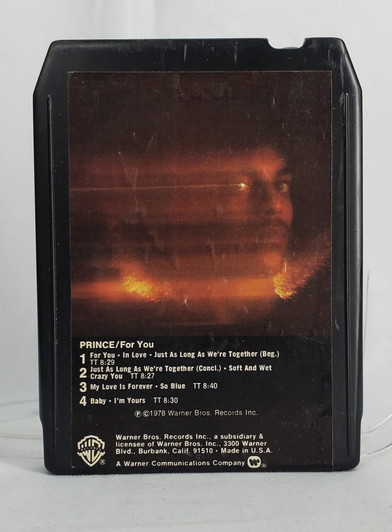 PRINCE/For You
1 For You • In Love • Just As Long As We're Together (Beg.)
TT 8:29
2 Just As Long As We're Together (Concl.) • Soft And Wet
Crazy You TT 8:27
3 My Love Is Forever • So Blue TT 8:40
4 Baby • I'm Yours TT 8:30
℗©1978 Warner Bros. Records Inc.
Warner Bros. Records Inc., a subsidiary &
licensee of Warner Bros. Inc., 3300 Warner
Blvd., Burbank, Calif. 91510 • Made in U.S.A.
A Warner Communications Company ®